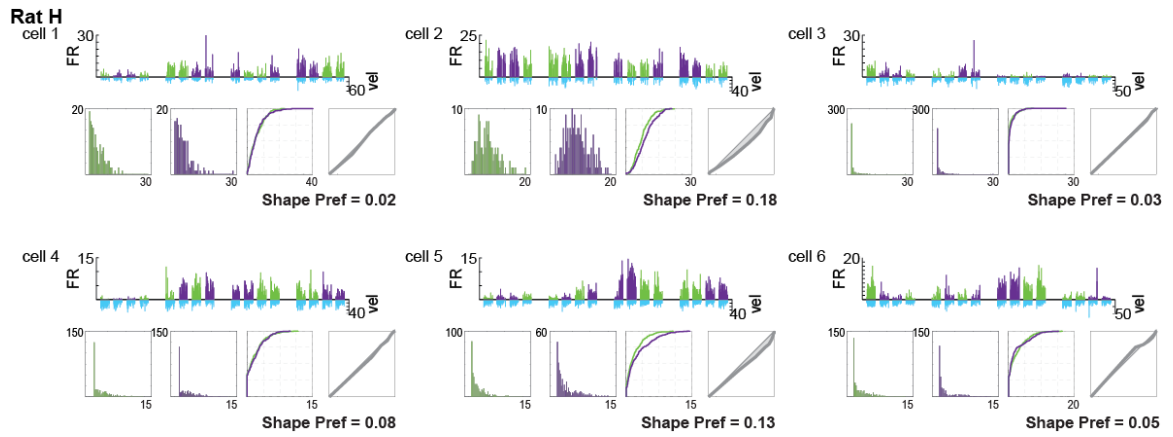 Rat H
cell 1
30
FR
60
vel
20
30
20
30
40
Shape Pref = 0.02
cell 2
25
FR
40
vel
10
20
10
20
30
Shape Pref = 0.18
cell 3
30
FR
50
vel
300
30
300
30
30
Shape Pref = 0.03
cell 4
15
FR
40
vel
150
15
150
15
15
Shape Pref = 0.08
cell 5
15
FR
40
vel
100
15
60
15
15
Shape Pref = 0.13
cell 6
20
FR
50
vel
150
15
150
15
20
Shape Pref = 0.05